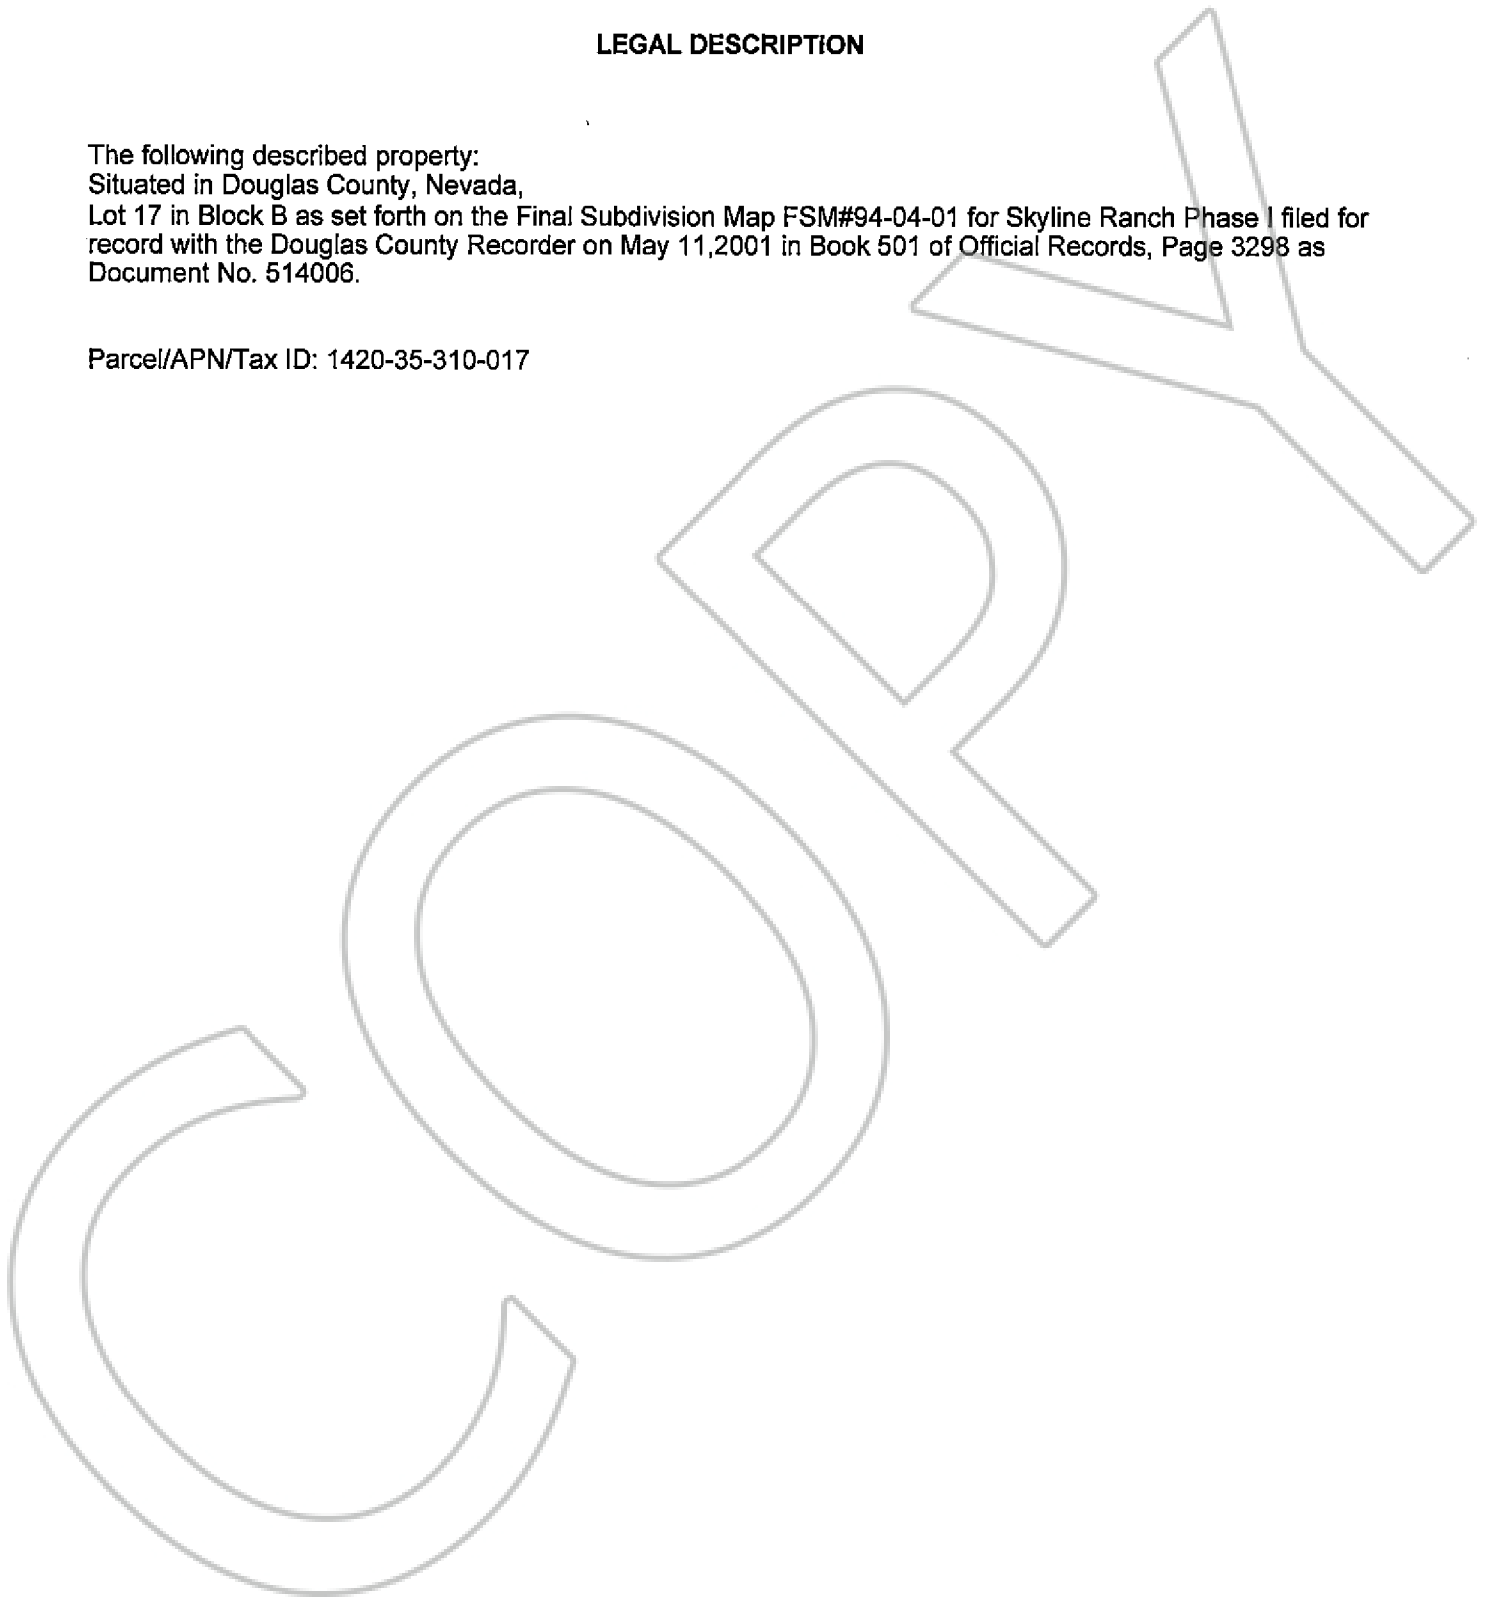 LEGAL DESCRIPTION
The following described property:
Situated in Douglas County, Nevada,
Lot 17 in Block B as set forth on the Final Subdivision Map FSM#94-04-01 for Skyline Ranch Phase I filed for
record with the Douglas County Recorder on May 11,2001 in Book 501 of Official Records, Page 3298 as
Document No. 514006.
Parcel/APN/Tax ID: 1420-35-310-017
COPY